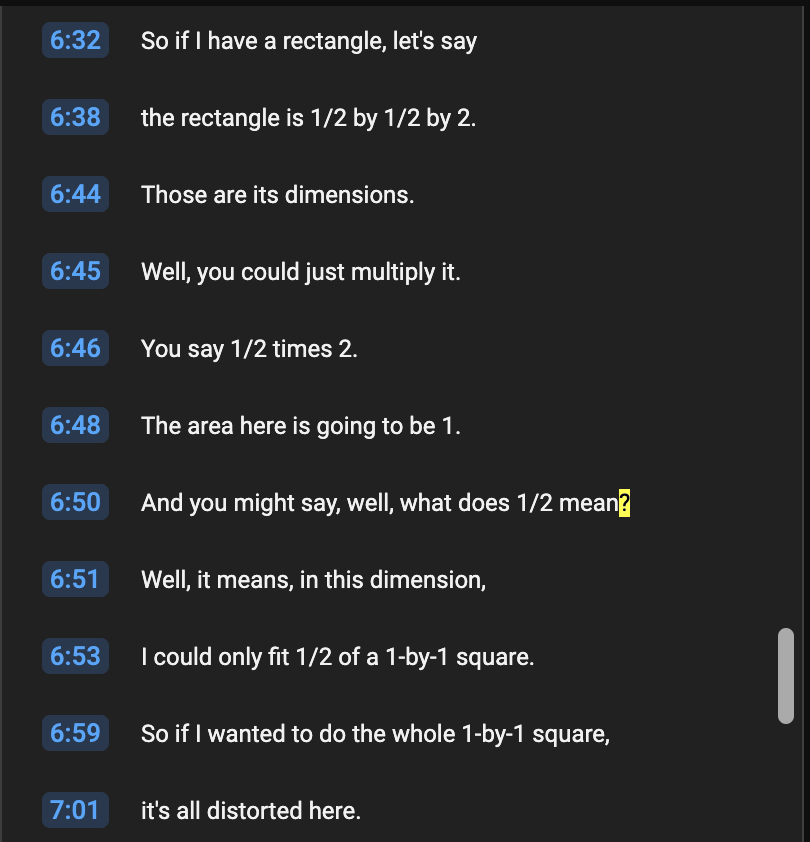 6:32 So if I have a rectangle, let's say
6:38 the rectangle is 1/2 by 1/2 by 2.
6:44 Those are its dimensions.
6:45 Well, you could just multiply it.
6:46 You say 1/2 times 2.
6:48 The area here is going to be 1.
6:50 And you might say, well, what does 1/2 mean?
6:51 Well, it means, in this dimension,
6:53 I could only fit 1/2 of a 1-by-1 square.
6:59 So if I wanted to do the whole 1-by-1 square,
7:01 it's all distorted here.